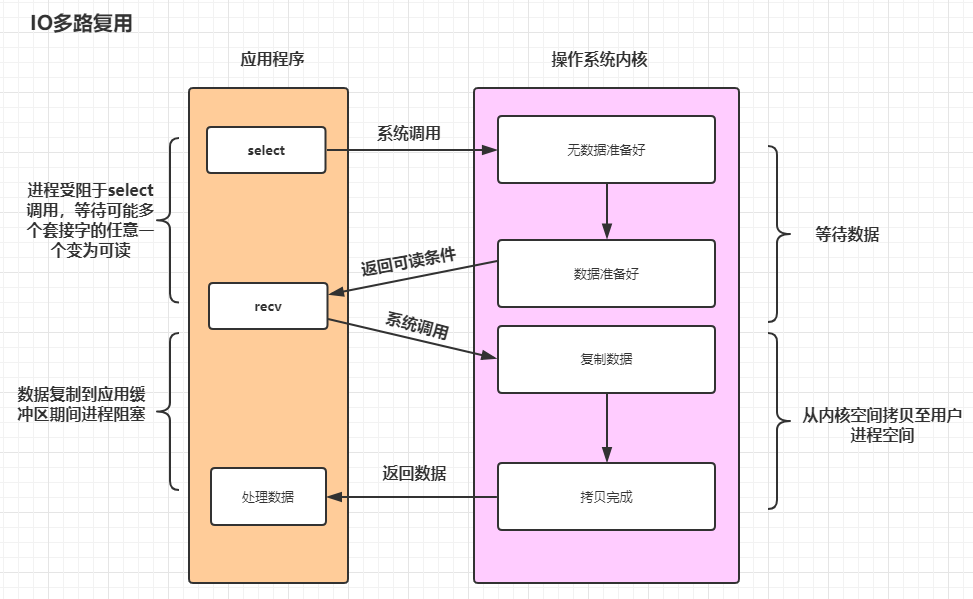 IO多路复用
应用程序
操作系统内核
select
系统调用
无数据准备好
进程受阻于select
调用，等待可能多
个套接字的任意一
个变为可读
等待数据
返回可读条件
数据准备好
recv
系统调用
复制数据
数据复制到应用缓
冲区期间进程阻塞
从内核空间拷贝至用户
进程空间
返回数据
处理数据
拷贝完成